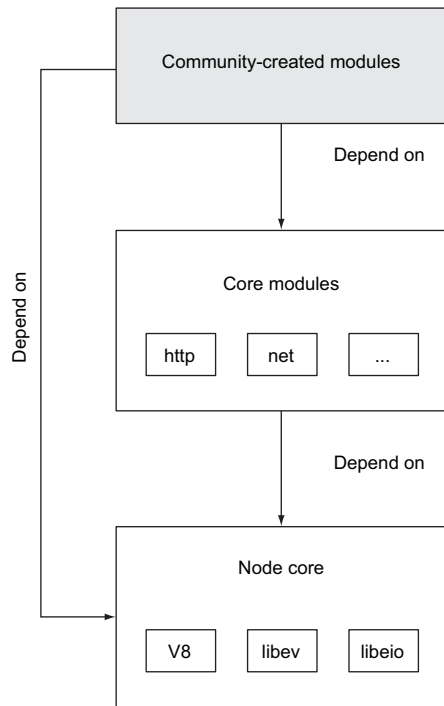 Community-created modules
Depend on
Depend on
Core modules
http
net
...
Depend on
Node core
V8
libev
libeio